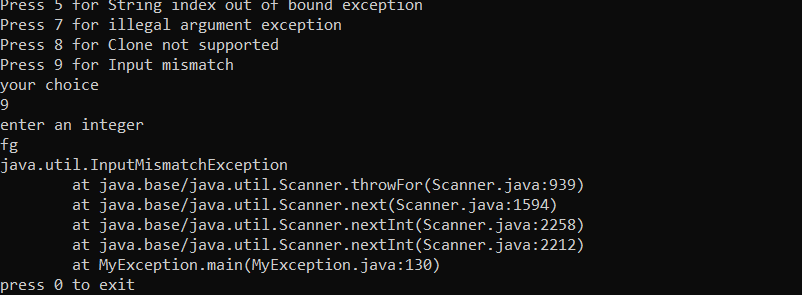 Press 5 for String index out of bound exception
Press 7 for illegal argument exception
Press 8 for Clone not supported
Press 9 for Input mismatch
your choice
9
enter an integer
fg
java.util.InputMismatchException
        at java.base/java.util.Scanner.throwFor(Scanner.java:939)
        at java.base/java.util.Scanner.next(Scanner.java:1594)
        at java.base/java.util.Scanner.nextInt(Scanner.java:2258)
        at java.base/java.util.Scanner.nextInt(Scanner.java:2212)
        at MyException.main(MyException.java:130)
press 0 to exit